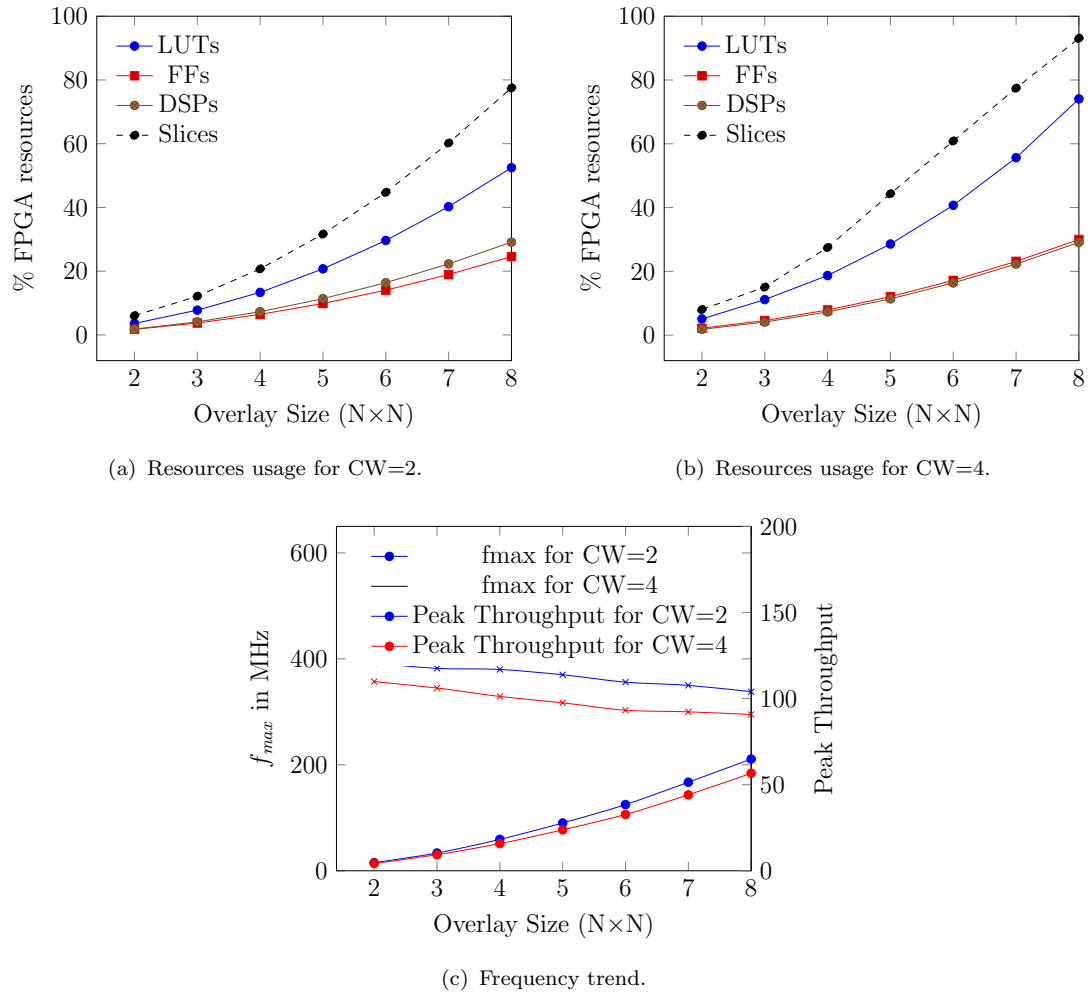 100
80
60
40
20
0
% FPGA resources
LUTs
FFs
DSPs
Slices
2 3 4 5 6 7 8
Overlay Size (N×N)
(a) Resources usage for CW=2.
100
80
60
40
20
0
% FPGA resources
LUTs
FFs
DSPs
Slices
2 3 4 5 6 7 8
Overlay Size (N×N)
(b) Resources usage for CW=4.
600
400
200
0
f_max in MHz
fmax for CW=2
fmax for CW=4
Peak Throughput for CW=2
Peak Throughput for CW=4
200
150
100
50
0
Peak Throughput
2 3 4 5 6 7 8
Overlay Size (N×N)
(c) Frequency trend.